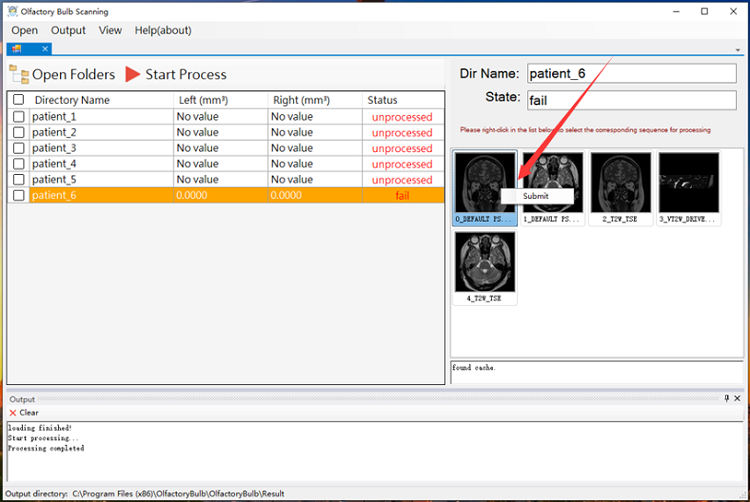 Olfactory Bulb Scanning
Open Output View Help(about)
Open Folders Start Process
Directory Name Left (mm³) Right (mm³) Status
patient_1 No value No value unprocessed
patient_2 No value No value unprocessed
patient_3 No value No value unprocessed
patient_4 No value No value unprocessed
patient_5 No value No value unprocessed
patient_6 0.0000 0.0000 fail
Dir Name: patient_6
State: fail
Please right-click in the list below to select the corresponding sequence for processing
Submit
0_DEFAULT PS... 1_DEFAULT PS... 2_T2W_TSE 3_VT2W_DRIVE...
4_T2W_TSE
found cache.
Output
Clear
loading finished!
Start processing...
Processing completed
Output directory: C:\Program Files (x86)\OlfactoryBulb\OlfactoryBulb\Result